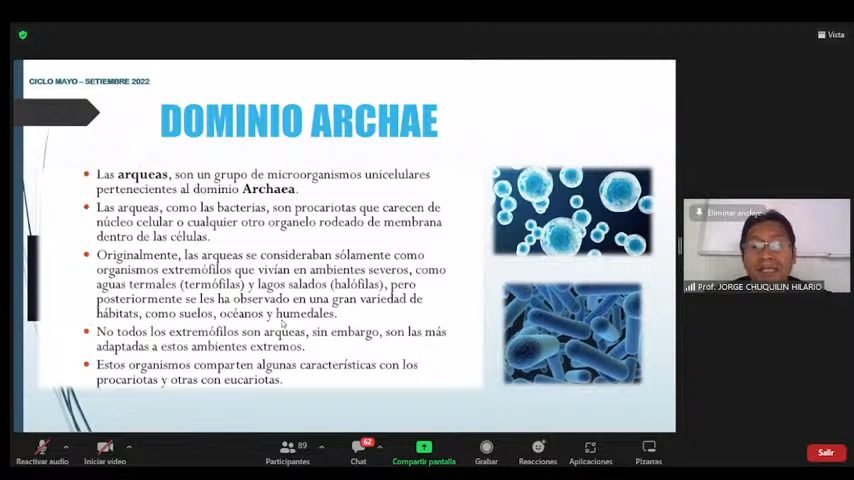 Vista
CICLO MAYO – SETIEMBRE 2022
DOMINIO ARCHAE
Las arqueas, son un grupo de microorganismos unicelulares
pertenecientes al dominio Archaea.
Las arqueas, como las bacterias, son procariotas que carecen de
núcleo celular o cualquier otro organelo rodeado de membrana
dentro de las células.
Originalmente, las arqueas se consideraban sólamente como
organismos extremófilos que vivían en ambientes severos, como
aguas termales (termófilas) y lagos salados (halófilas), pero
posteriormente se les ha observado en una gran variedad de
hábitats, como suelos, océanos y humedales.
No todos los extremófilos son arqueas, sin embargo, son las más
adaptadas a estos ambientes extremos.
Estos organismos comparten algunas características con los
procariotas y otras con eucariotas.
Eliminar anclaje
Prof. JORGE CHUQUILIN HILARIO
Reactivar audio
Iniciar video
89
Participantes
62
Chat
Compartir pantalla
Grabar
Reacciones
Aplicaciones
Pizarras
Salir